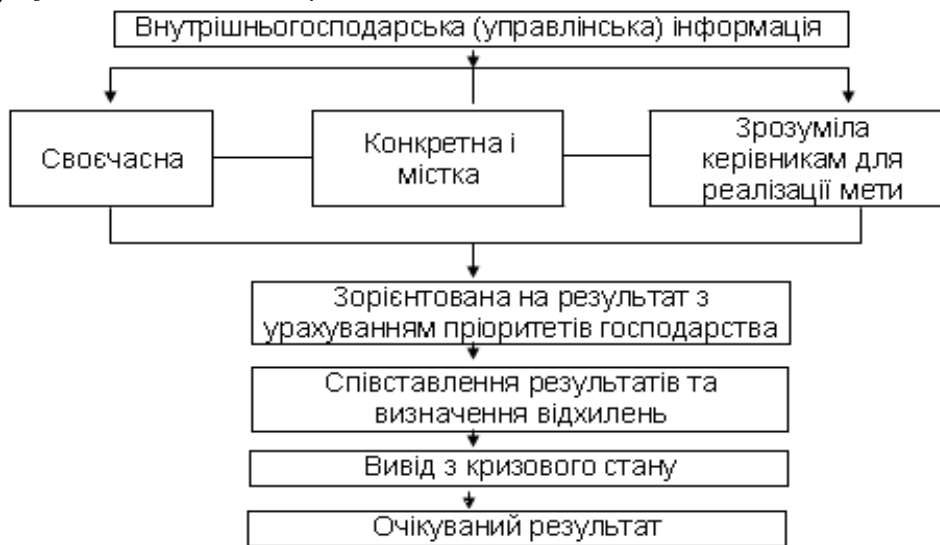 Внутрішньогосподарська (управлінська) інформація
Своєчасна
Конкретна і
містка
Зрозуміла
керівникам для
реалізації мети
Зорієнтована на результат з
урахуванням пріоритетів господарства
Співставлення результатів та
визначення відхилень
Вивід з кризового стану
Очікуваний результат